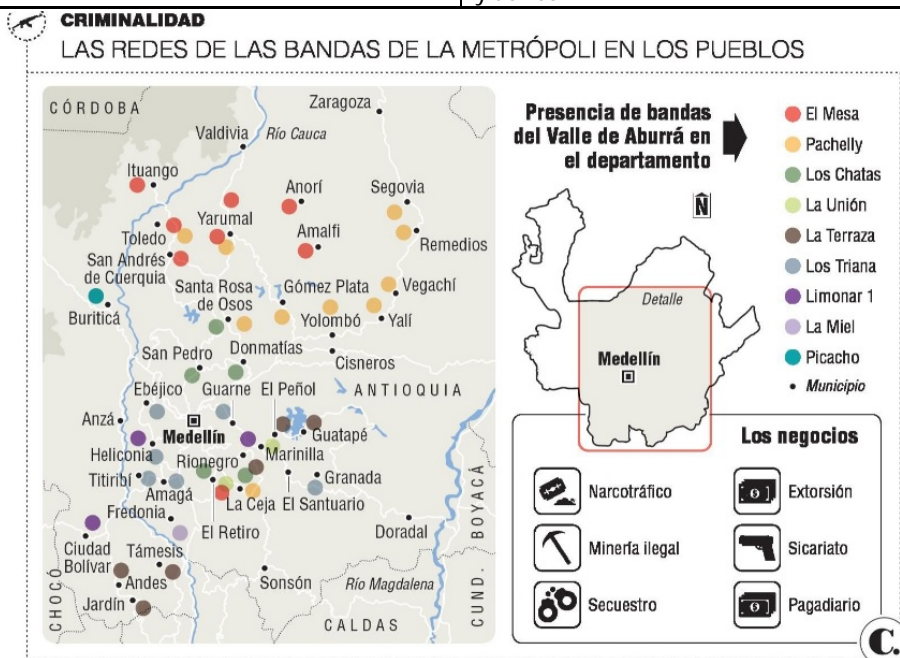 CRIMINALIDAD
LAS REDES DE LAS BANDAS DE LA METRÓPOLI EN LOS PUEBLOS
CÓRDOBA
Zaragoza
Valdivia
Río Cauca
Ituango
Anorí
Segovia
Yarumal
Toledo
Amalfi
Remedios
San Andrés
de Cuerquia
Santa Rosa
de Osos
Gómez Plata
Vegachí
Buriticá
Yolombó
Yalí
San Pedro
Donmatías
Cisneros
Ebéjico
Guarne
El Peñol
ANTIOQUIA
Anzá
Medellín
Guatapé
Heliconia
Rionegro
Marinilla
Titiribí
Amagá
Granada
La Ceja
El Santuario
Fredonia
El Retiro
Doradal
Ciudad
Bolívar
Támesis
Andes
Sonsón
Río Magdalena
Jardín
CALDAS
CHOCÓ
CUND.
BOYACÁ
Presencia de bandas
del Valle de Aburrá en
el departamento
El Mesa
Pachelly
Los Chatas
La Unión
La Terraza
Los Triana
Limonar 1
La Miel
Picacho
Municipio
N
Detalle
Medellín
Los negocios
Narcotráfico
Extorsión
Minería ilegal
Sicariato
Secuestro
Pagadiario
C.